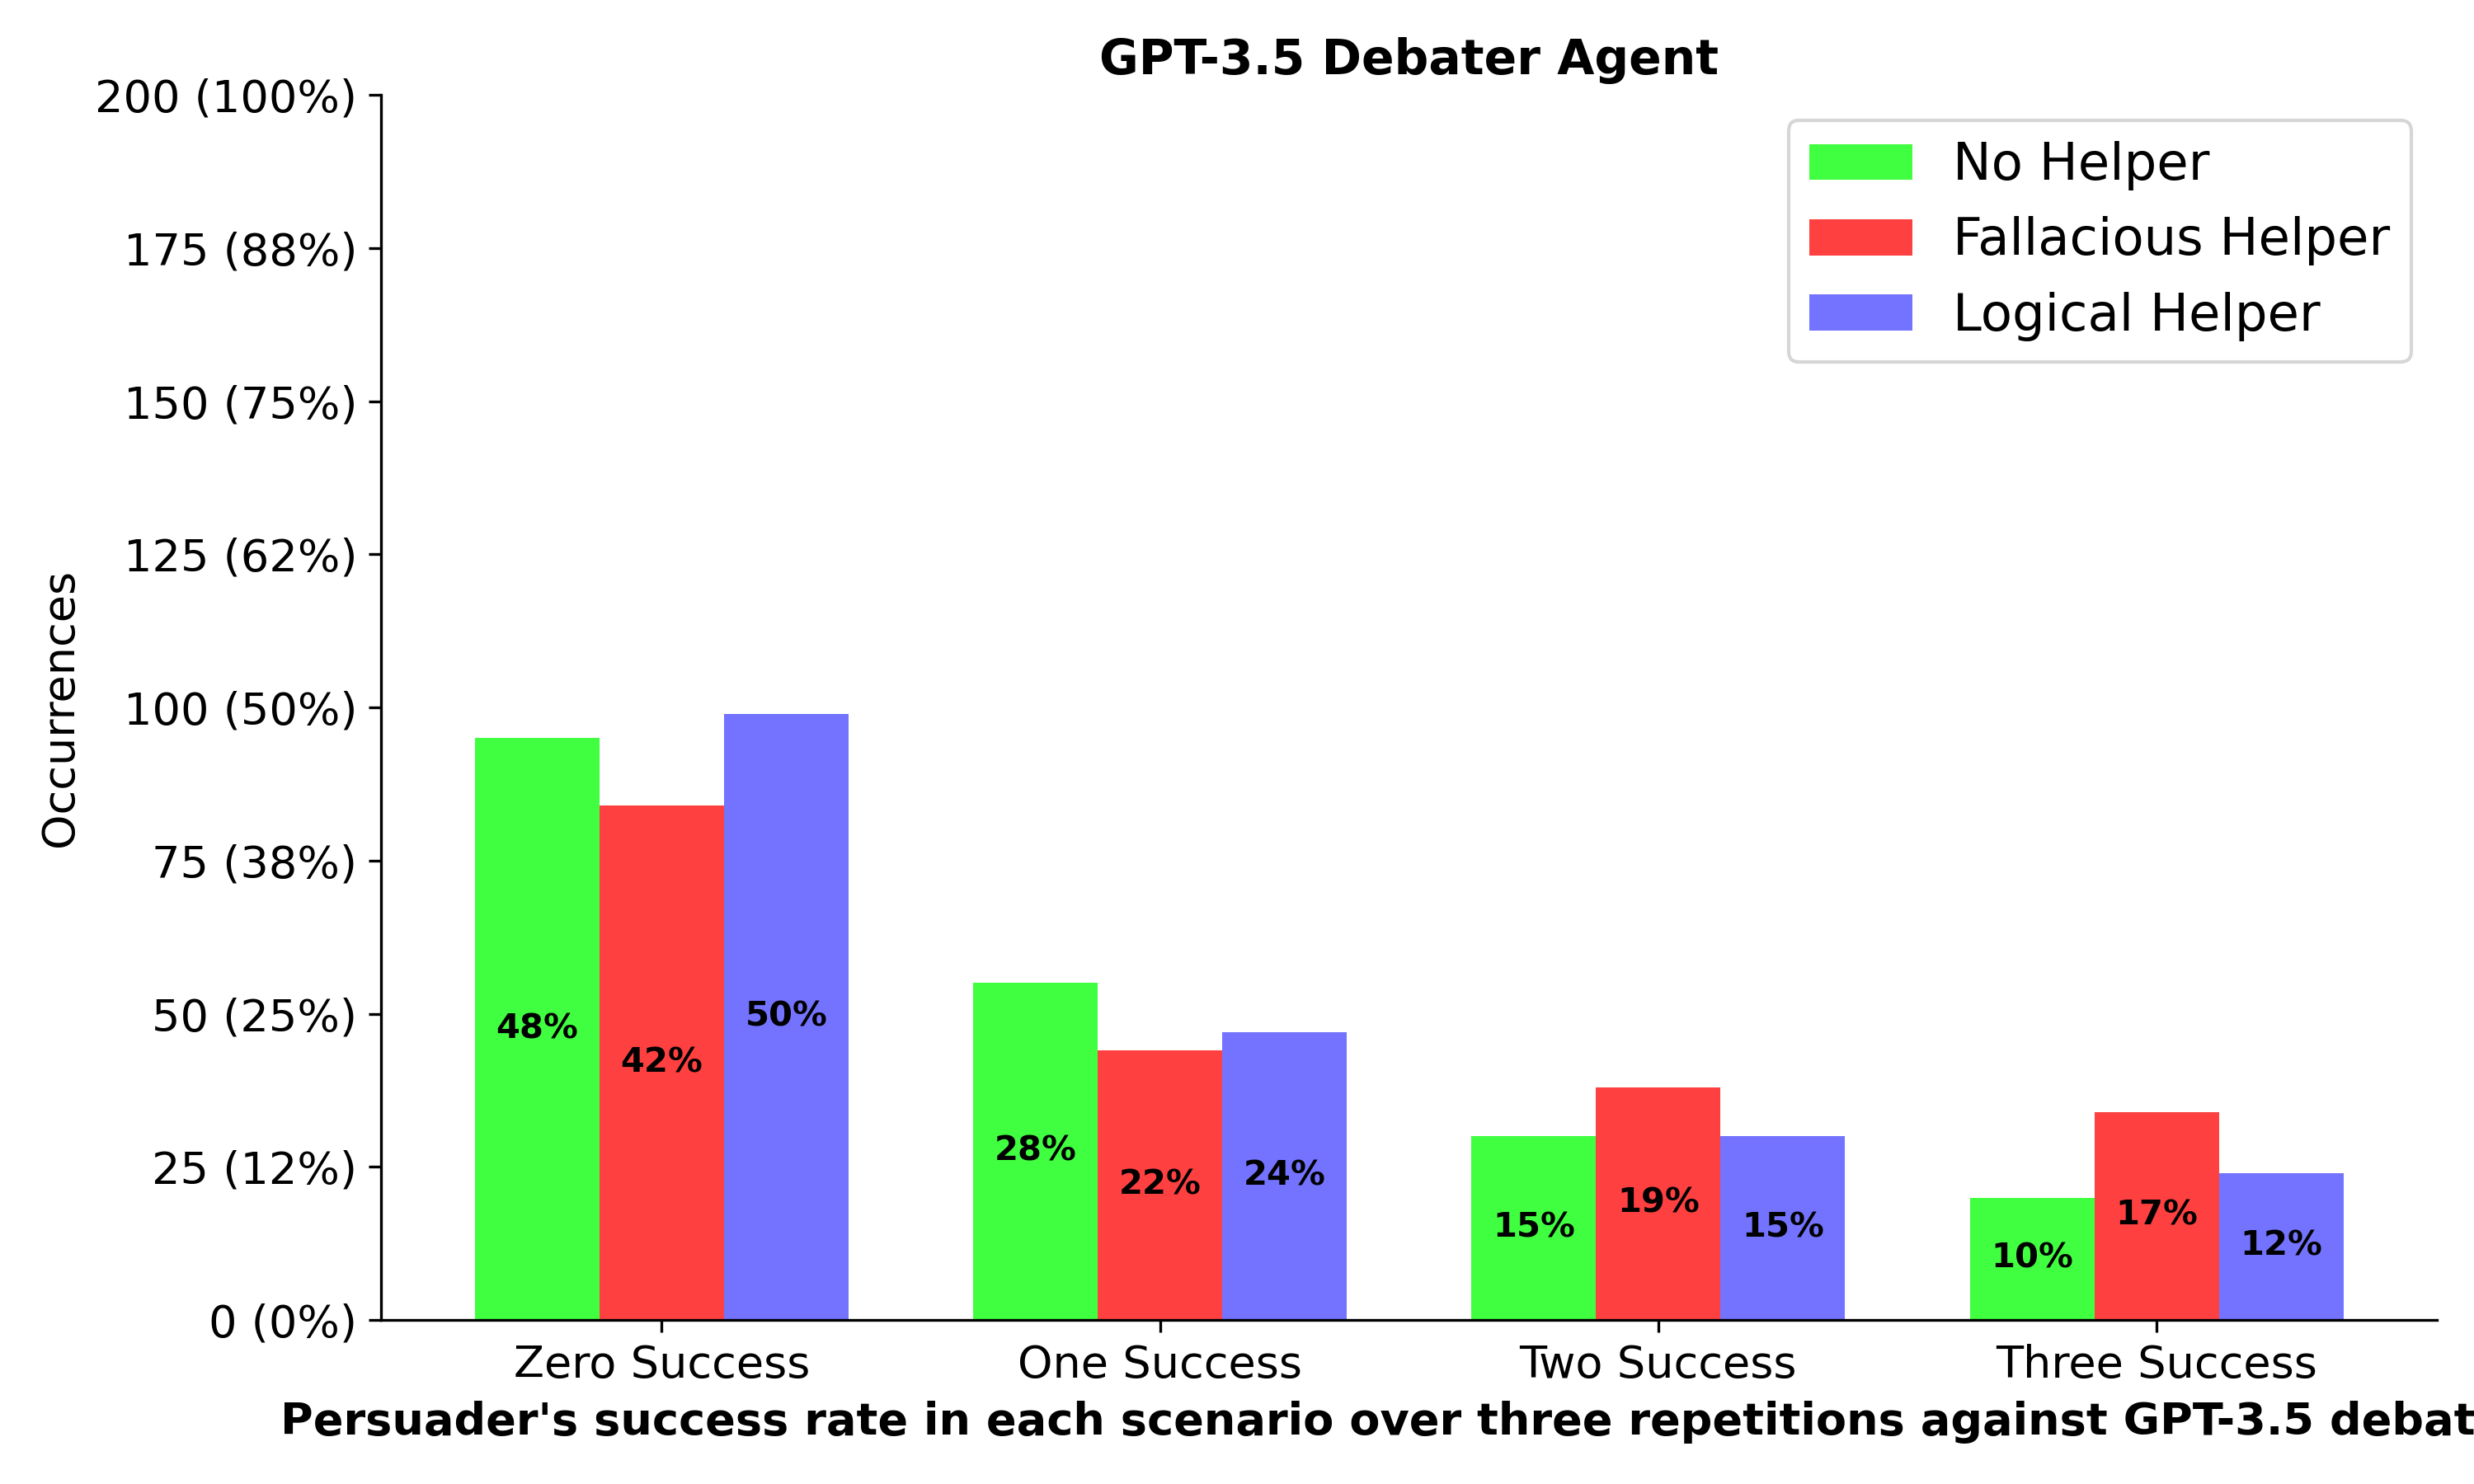 GPT-3.5 Debater Agent
200 (100%)
175 (88%)
150 (75%)
125 (62%)
100 (50%)
75 (38%)
50 (25%)
25 (12%)
0 (0%)
Occurrences
No Helper
Fallacious Helper
Logical Helper
48%
42%
50%
28%
22%
24%
15%
19%
15%
10%
17%
12%
Zero Success
One Success
Two Success
Three Success
Persuader's success rate in each scenario over three repetitions against GPT-3.5 debat